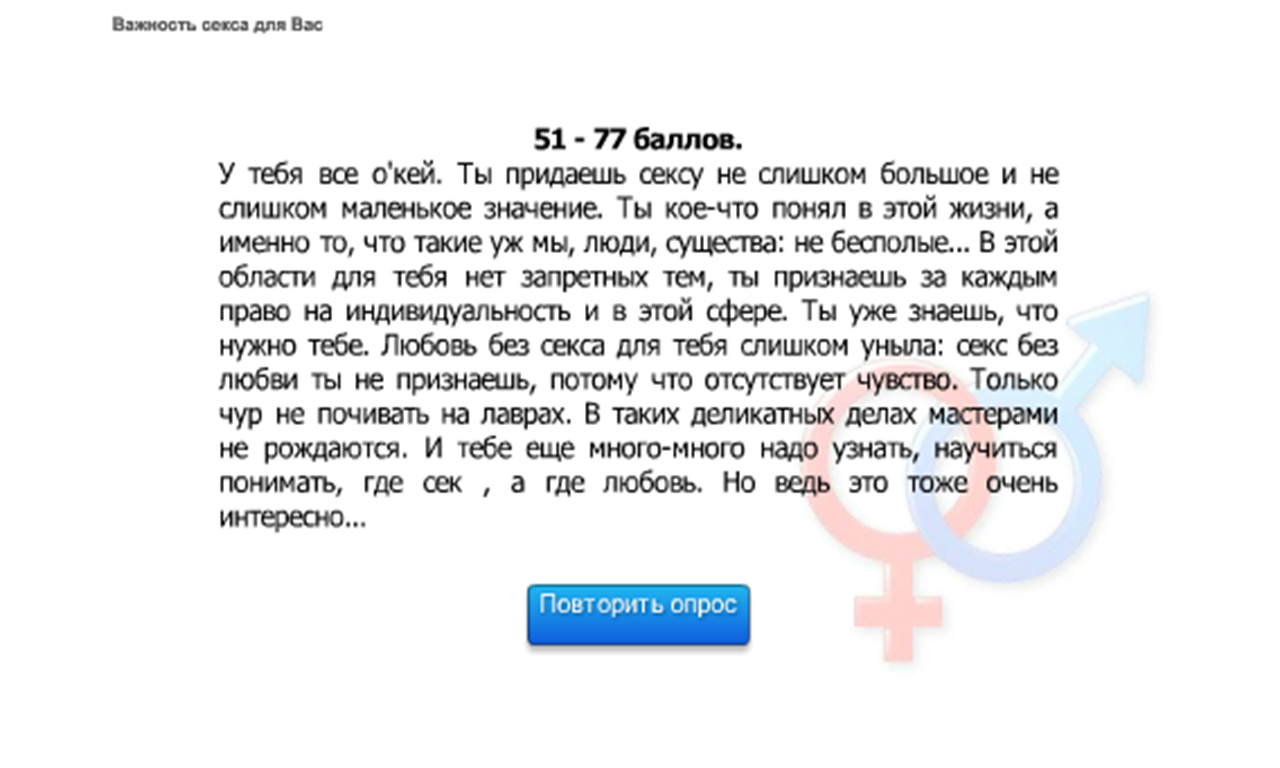 Важность секса для Вас
51 - 77 баллов.
У тебя все о'кей. Ты придаешь сексу не слишком большое и не
слишком маленькое значение. Ты кое-что понял в этой жизни, а
именно то, что такие уж мы, люди, существа: не бесполые... В этой
области для тебя нет запретных тем, ты признаешь за каждым
право на индивидуальность и в этой сфере. Ты уже знаешь, что
нужно тебе. Любовь без секса для тебя слишком уныла: секс без
любви ты не признаешь, потому что отсутствует чувство. Только
чур не почивать на лаврах. В таких деликатных делах мастерами
не рождаются. И тебе еще много-много надо узнать, научиться
понимать, где сек , а где любовь. Но ведь это тоже очень
интересно...
Повторить опрос